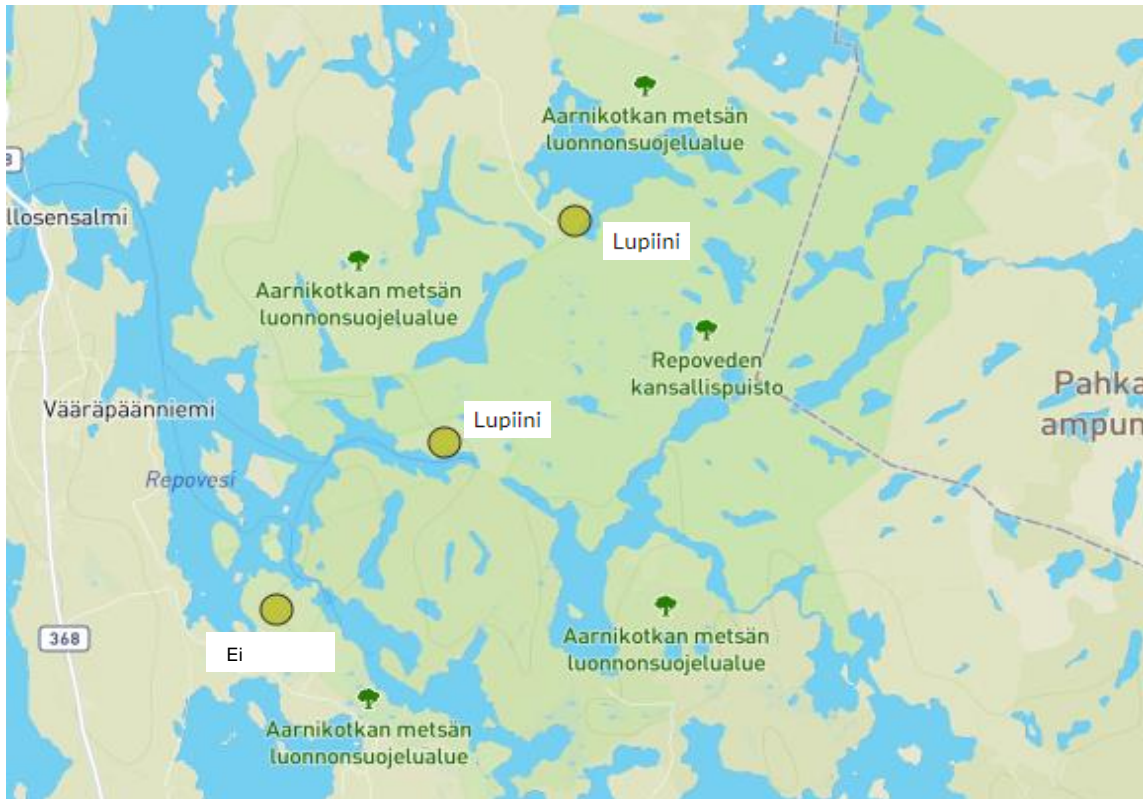 Aarnikotkan metsän
luonnonsuojelualue
llosensalmi
Lupiini
Aarnikotkan metsän
luonnonsuojelualue
Repoveden
kansallispuisto
Pahka
ampun
Vääräpäänniemi
Lupiini
Repovesi
368
Ei
Aarnikotkan metsän
luonnonsuojelualue
Aarnikotkan metsän
luonnonsuojelualue